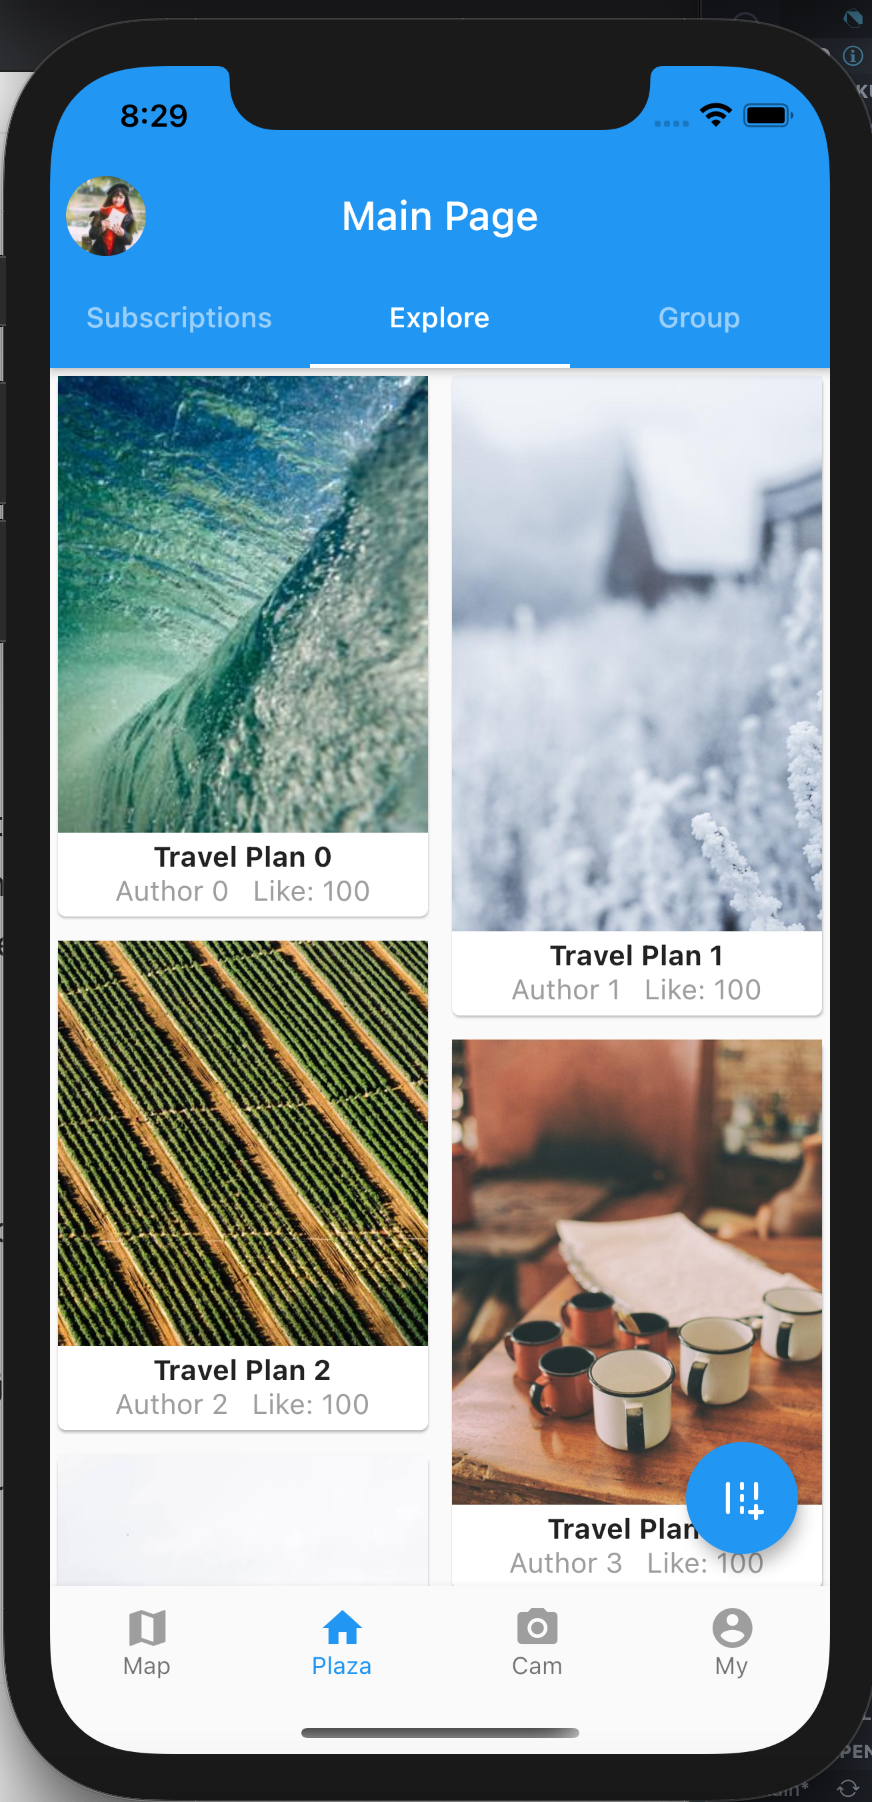 8:29
Main Page
Subscriptions
Explore
Group
Travel Plan 0
Author 0 Like: 100
Travel Plan 1
Author 1 Like: 100
Travel Plan 2
Author 2 Like: 100
Travel Plan
Author 3 Like: 100
Map
Plaza
Cam
My